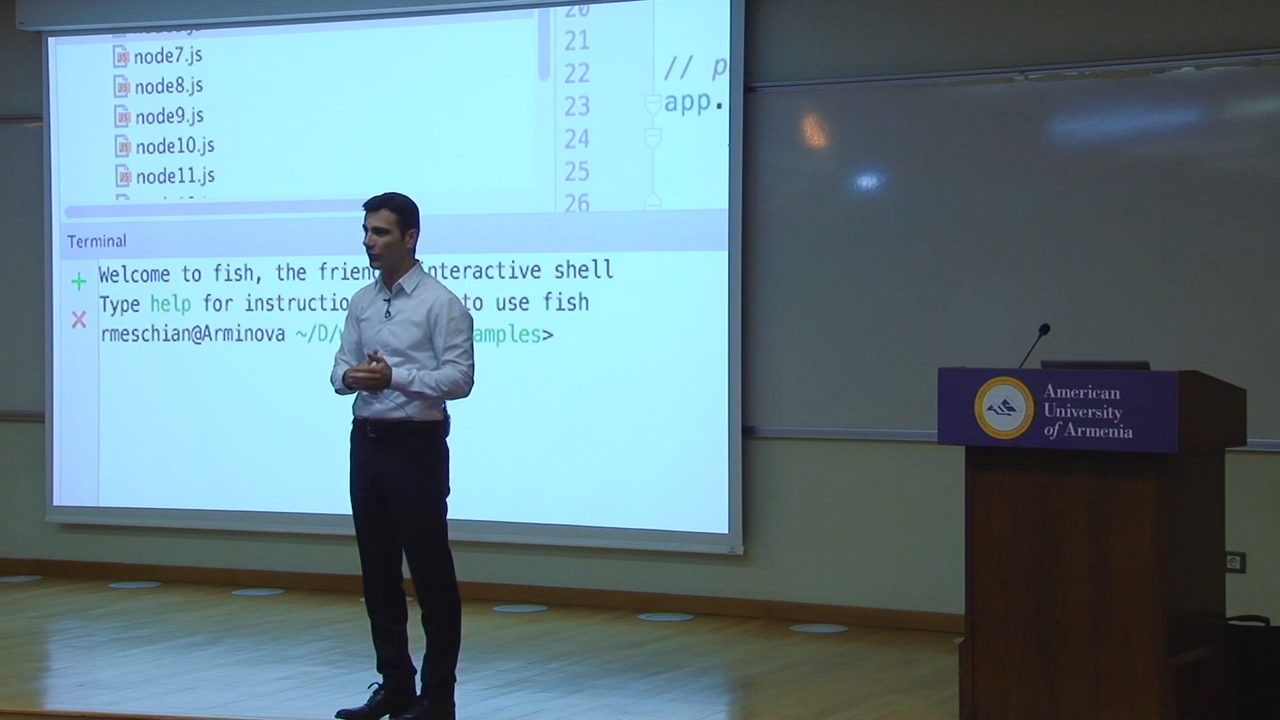 node7.js
node8.js
node9.js
node10.js
node11.js
20
21
22 // p
23 app.
24
25
26
Terminal
Welcome to fish, the frien interactive shell
Type help for instructio to use fish
rmeschian@Arminova ~/D/ amples>
American
University
of Armenia